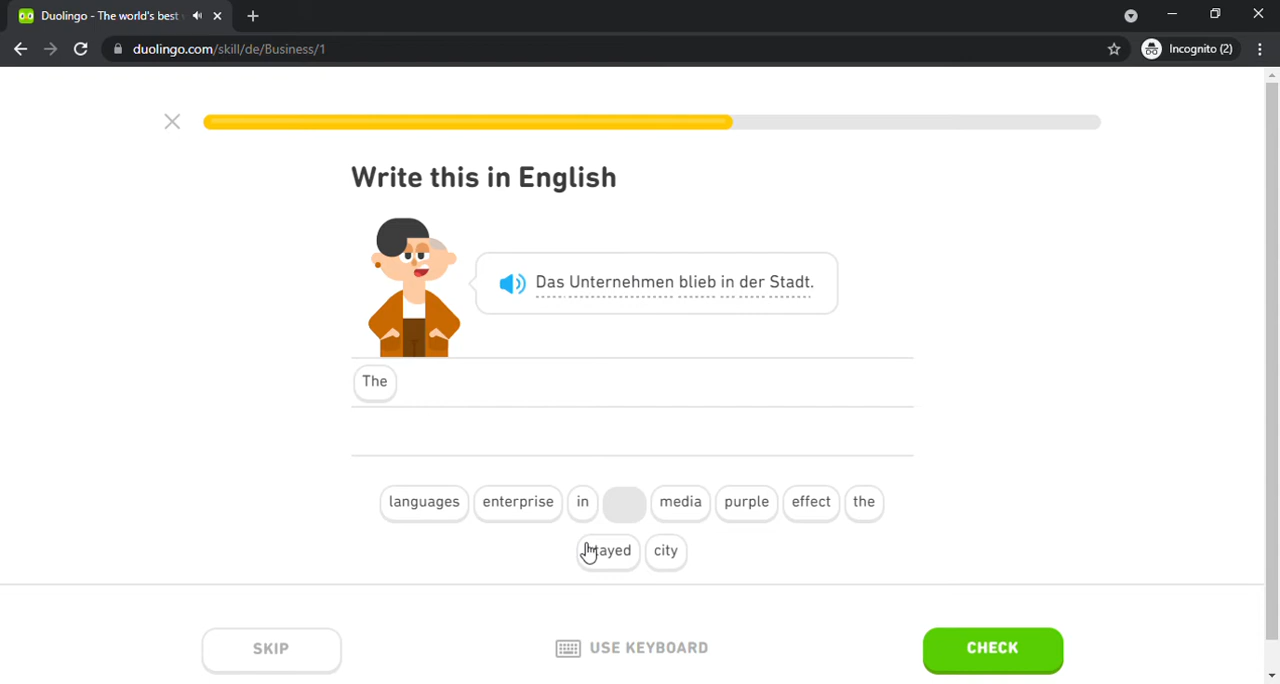 Duolingo - The world's best
duolingo.com/skill/de/Business/1
Incognito (2)
Write this in English
Das Unternehmen blieb in der Stadt.
The
languages enterprise in media purple effect the
city
SKIP USE KEYBOARD CHECK